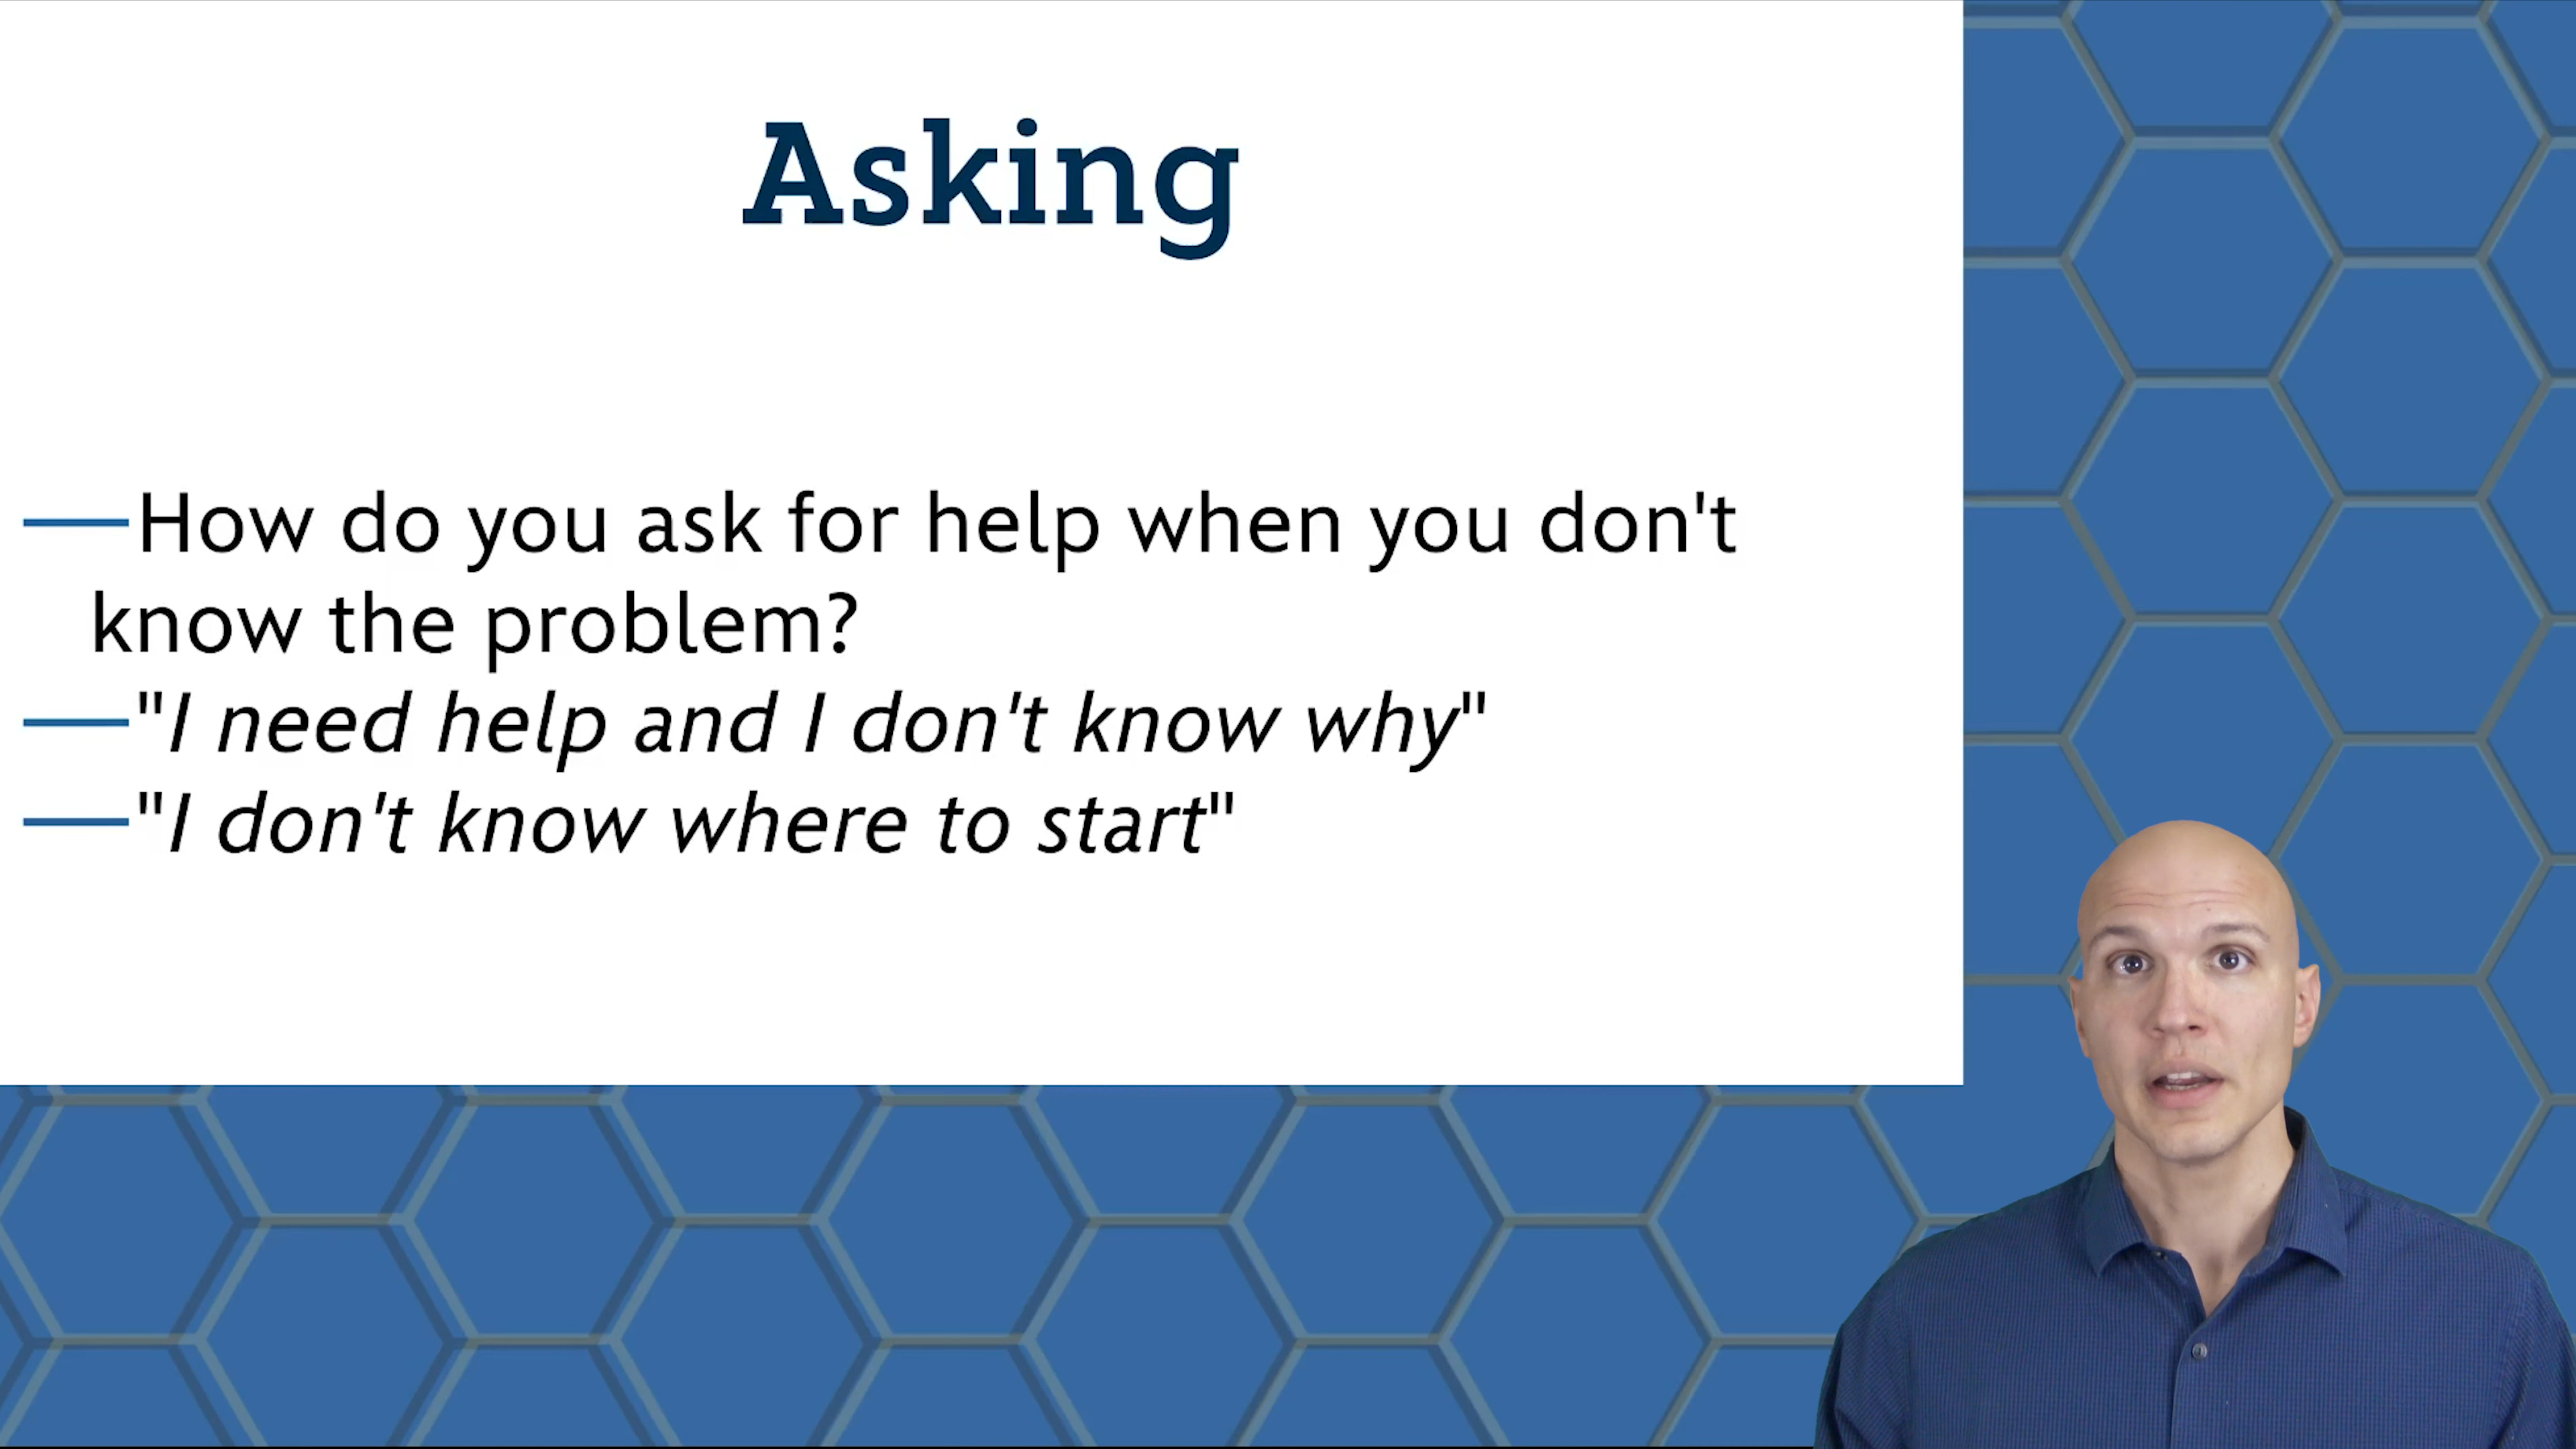 Asking
—How do you ask for help when you don't
know the problem?
—"I need help and I don't know why"
—"I don't know where to start"